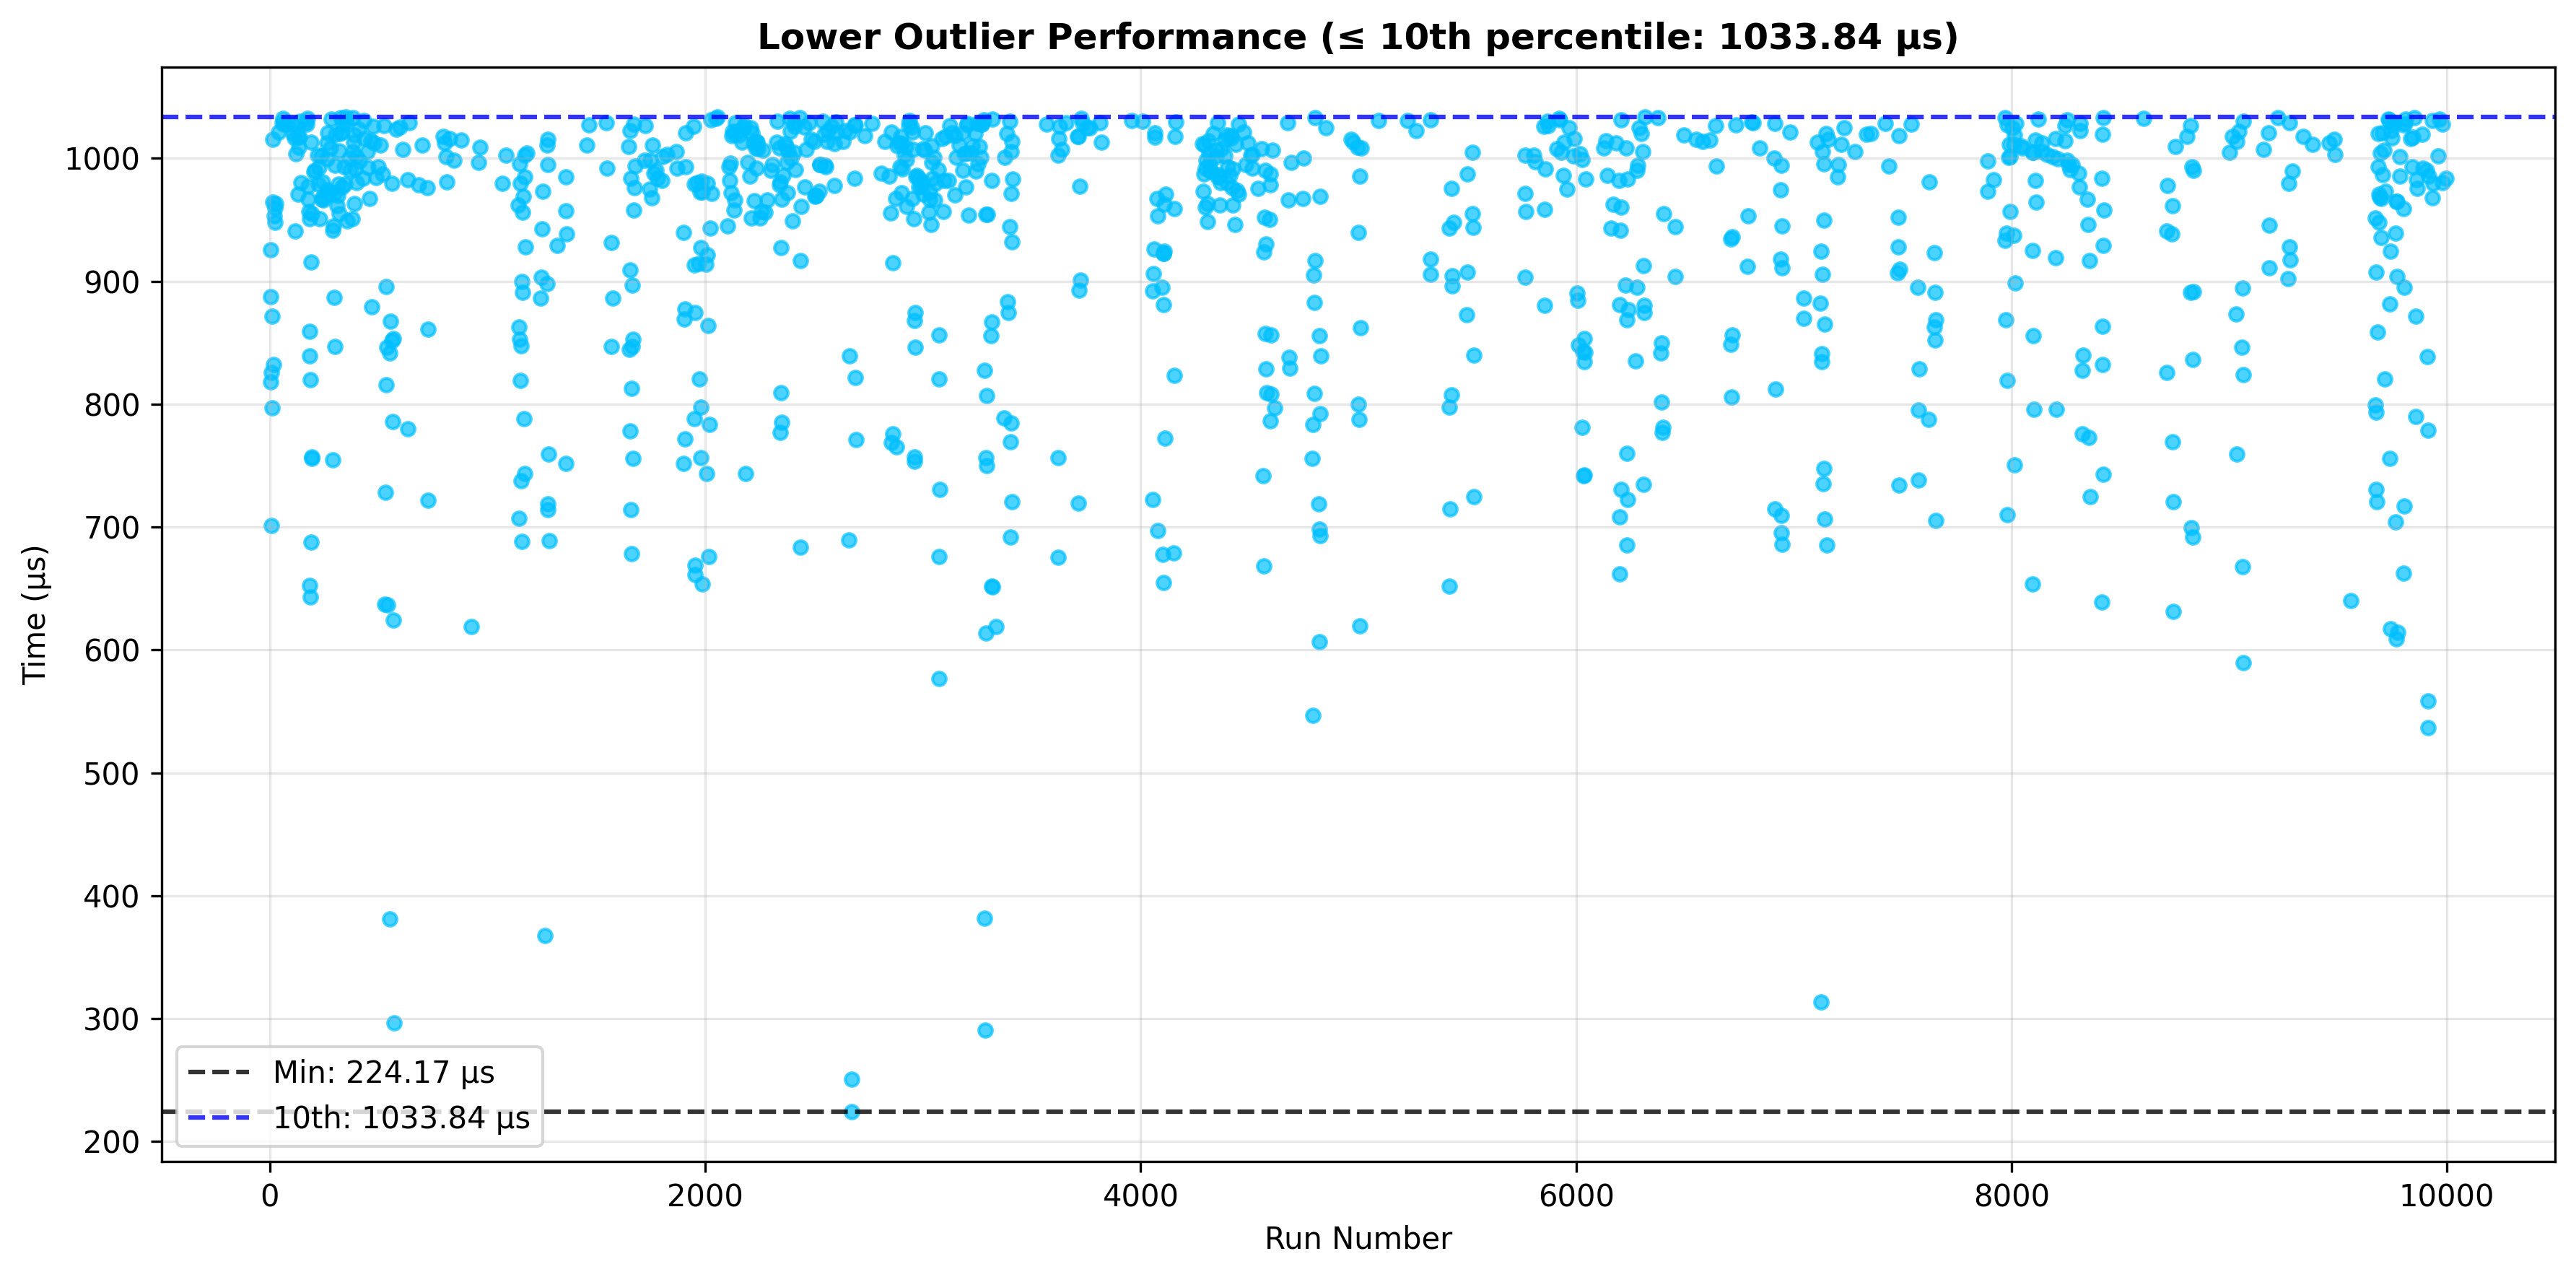 Lower Outlier Performance (≤ 10th percentile: 1033.84 µs)
Time (µs)
1000
900
800
700
600
500
400
300
200
Min: 224.17 µs
10th: 1033.84 µs
0 2000 4000 6000 8000 10000
Run Number